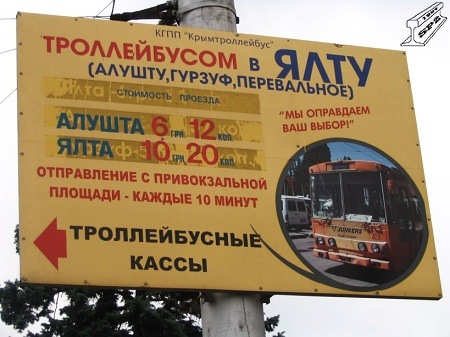 КГПП "Крымтроллейбус"
ТРОЛЛЕЙБУСОМ в ЯЛТУ
(АЛУШТУ,ГУРЗУФ,ПЕРЕВАЛЬНОЕ)
СТОИМОСТЬ ПРОЕЗДА
АЛУШТА 6 ГРН 12 КОП
ЯЛТА 10 ГРН 20 КОП
"МЫ ОПРАВДАЕМ
ВАШ ВЫБОР!"
ОТПРАВЛЕНИЕ С ПРИВОКЗАЛЬНОЙ
ПЛОЩАДИ - КАЖДЫЕ 10 МИНУТ
ТРОЛЛЕЙБУСНЫЕ
КАССЫ
JUNKERS